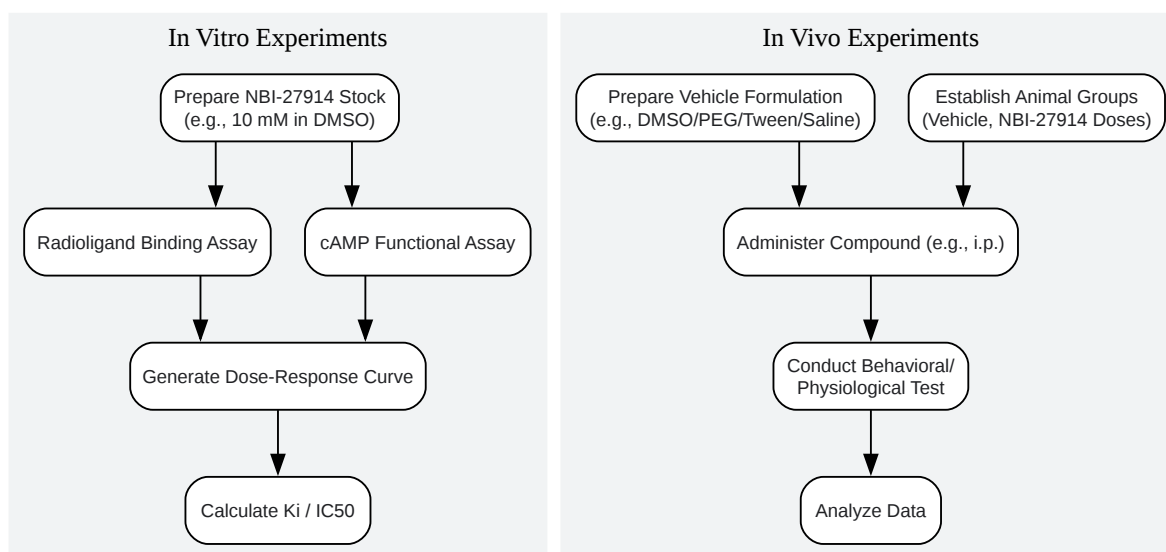 In Vitro Experiments
Prepare NBI-27914 Stock
(e.g., 10 mM in DMSO)
Radioligand Binding Assay
cAMP Functional Assay
Generate Dose-Response Curve
Calculate Ki / IC50
In Vivo Experiments
Prepare Vehicle Formulation
(e.g., DMSO/PEG/Tween/Saline)
Establish Animal Groups
(Vehicle, NBI-27914 Doses)
Administer Compound (e.g., i.p.)
Conduct Behavioral/
Physiological Test
Analyze Data